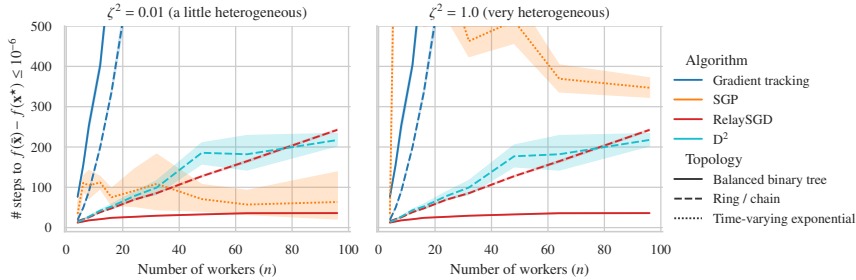 ζ² = 0.01 (a little heterogeneous)
ζ² = 1.0 (very heterogeneous)
# steps to f(x̄) − f(x⋆) ≤ 10⁻⁶
500
400
300
200
100
0
0 20 40 60 80 100
0 20 40 60 80 100
Number of workers (n)
Number of workers (n)
Algorithm
Gradient tracking
SGP
RelaySGD
D²
Topology
Balanced binary tree
Ring / chain
Time-varying exponential